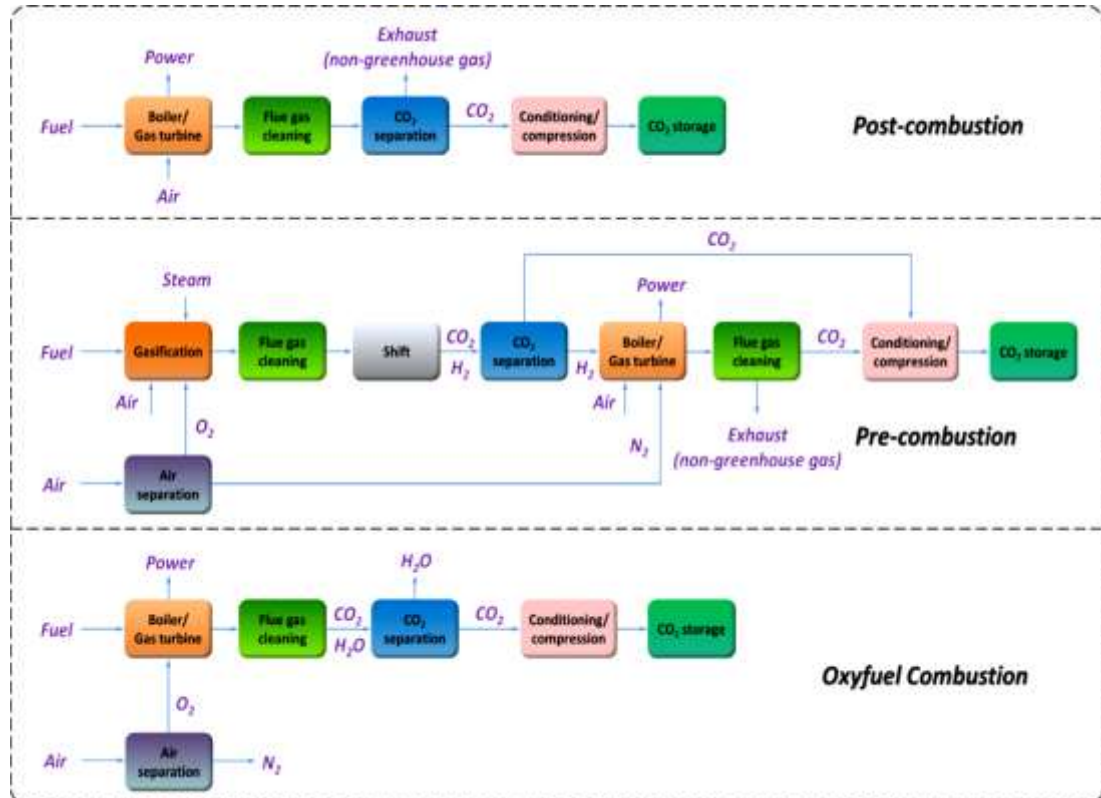 Exhaust
(non-greenhouse gas)
Power
Fuel
Boiler/
Gas turbine
Flue gas
cleaning
CO₂
separation
CO₂
Conditioning/
compression
CO₂ storage
Post-combustion
Air
CO₂
Steam
Power
Fuel
Gasification
Flue gas
cleaning
Shift
CO₂
H₂
CO₂
separation
H₂
Boiler/
Gas turbine
Flue gas
cleaning
CO₂
Conditioning/
compression
CO₂ storage
Air
O₂
Air
N₂
Exhaust
(non-greenhouse gas)
Pre-combustion
Air
Air
separation
Power
H₂O
Fuel
Boiler/
Gas turbine
Flue gas
cleaning
CO₂
H₂O
CO₂
separation
CO₂
Conditioning/
compression
CO₂ storage
Oxyfuel Combustion
O₂
Air
Air
separation
N₂